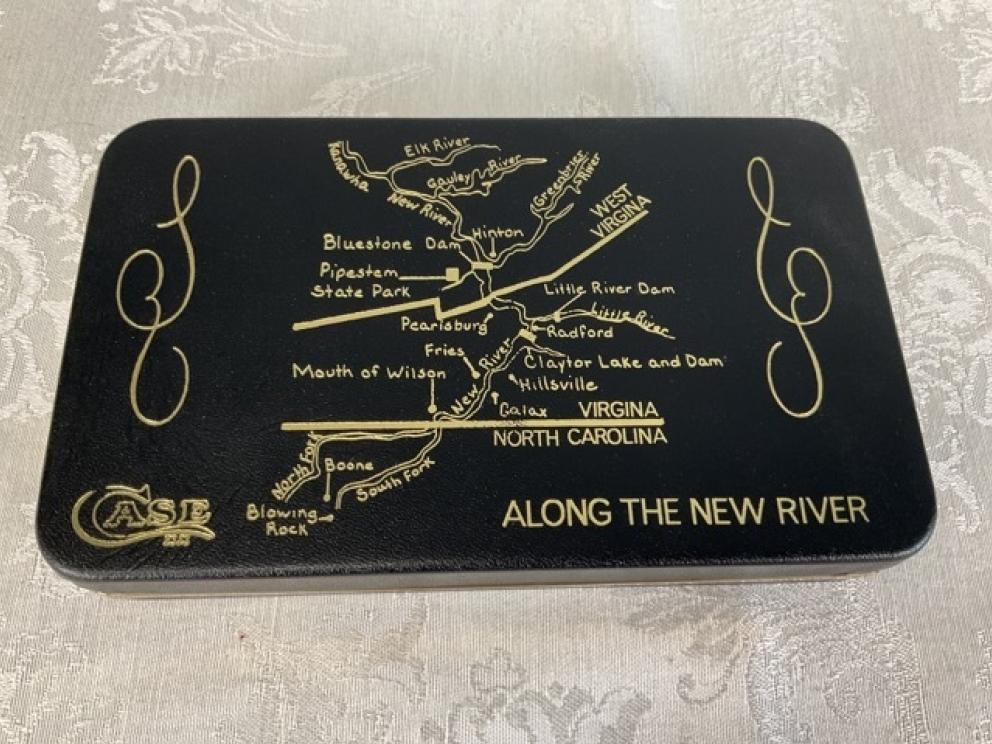 Elk River
Kanawha
Gauley River
Greenbrier River
New River
WEST
VIRGINIA
Hinton
Bluestone Dam
Pipestem
State Park
Little River Dam
Little River
Pearisburg
Radford
Fries
New River
Claytor Lake and Dam
Mouth of Wilson
Hillsville
Galax
VIRGINA
NORTH CAROLINA
North Fork
Boone
South Fork
Blowing
Rock
CASE
XX
ALONG THE NEW RIVER